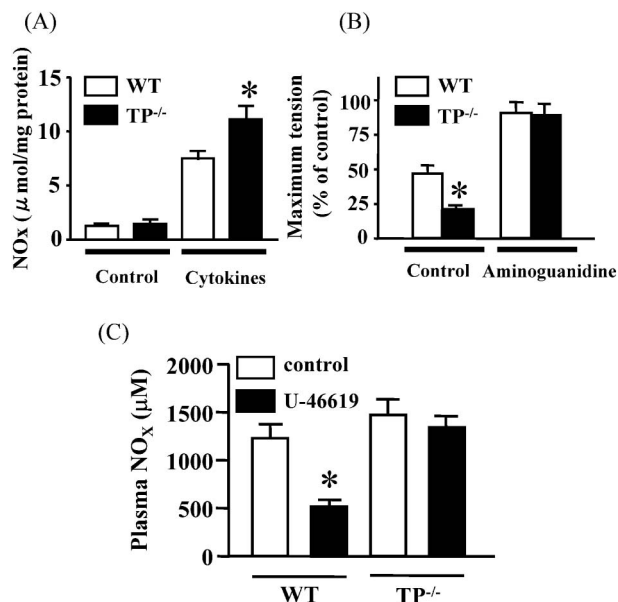 (A)
NOx ( μ mol/mg protein)
15
10
5
0
WT
TP-/-
*
Control
Cytokines
(B)
Maximum tension
(% of control)
100
75
50
25
0
WT
TP-/-
*
Control
Aminoguanidine
(C)
Plasma NOX (μM)
2000
1500
1000
500
0
control
U-46619
*
WT
TP-/-